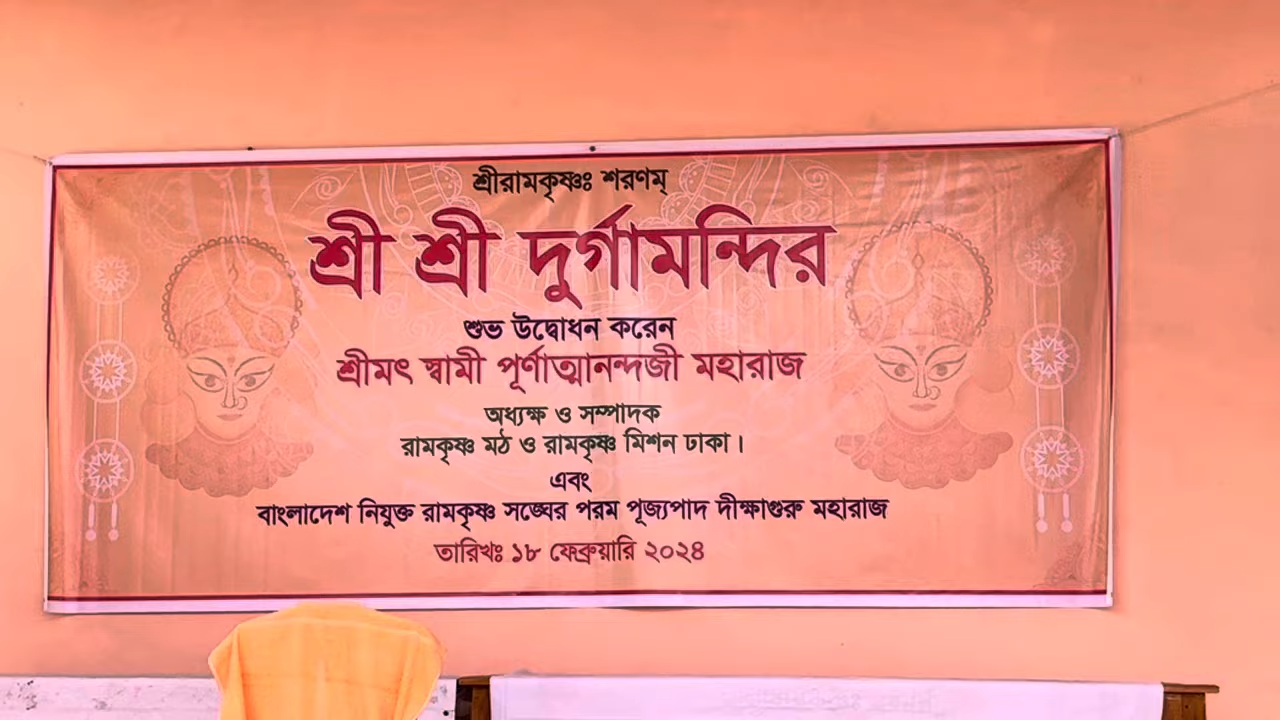 শ্রীরামকৃষ্ণঃ শরণম্
শ্রী শ্রী দুর্গামন্দির
শুভ উদ্বোধন করেন
শ্রীমৎ স্বামী পূর্ণাত্মানন্দজী মহারাজ
অধ্যক্ষ ও সম্পাদক
রামকৃষ্ণ মঠ ও রামকৃষ্ণ মিশন ঢাকা।
এবং
বাংলাদেশ নিযুক্ত রামকৃষ্ণ সঙ্ঘের পরম পূজ্যপাদ দীক্ষাগুরু মহারাজ
তারিখঃ ১৮ ফেব্রুয়ারি ২০২৪